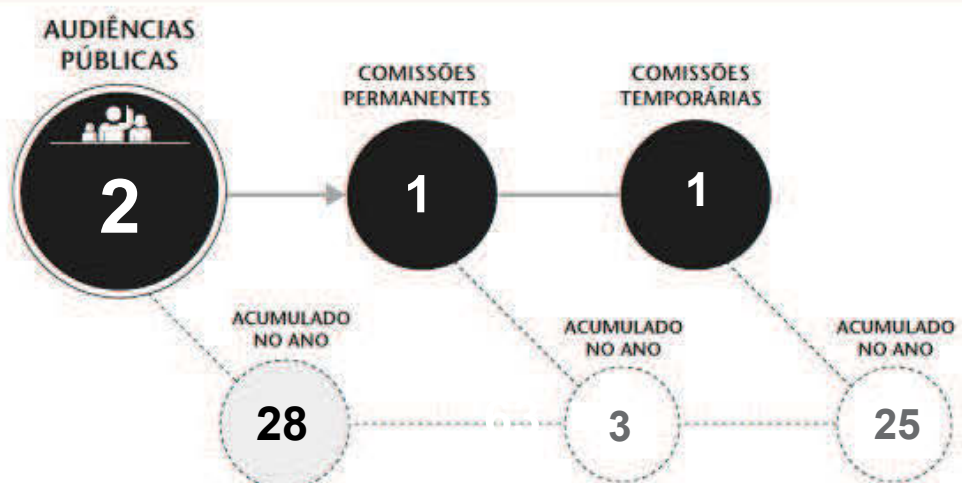 AUDIÊNCIAS
PÚBLICAS
2
COMISSÕES
PERMANENTES
1
COMISSÕES
TEMPORÁRIAS
1
ACUMULADO
NO ANO
28
ACUMULADO
NO ANO
3
ACUMULADO
NO ANO
25